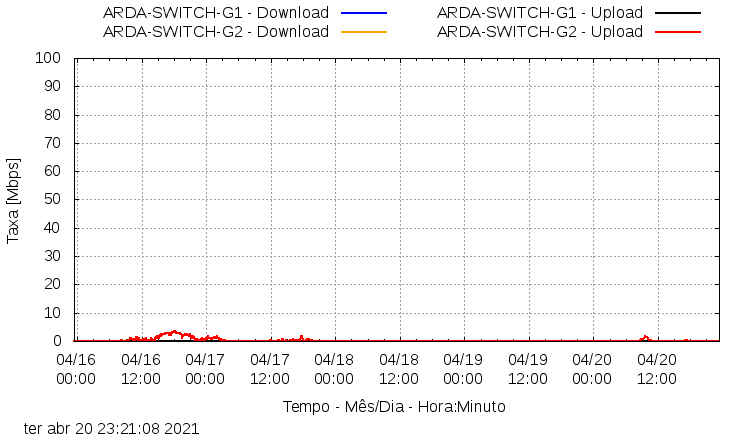 ARDA-SWITCH-G1 - Download ARDA-SWITCH-G1 - Upload
ARDA-SWITCH-G2 - Download ARDA-SWITCH-G2 - Upload
100
90
80
70
60
50
40
30
20
10
0
Taxa [Mbps]
04/16 04/16 04/17 04/17 04/18 04/18 04/19 04/19 04/20 04/20
00:00 12:00 00:00 12:00 00:00 12:00 00:00 12:00 00:00 12:00
Tempo - Mês/Dia - Hora:Minuto
ter abr 20 23:21:08 2021